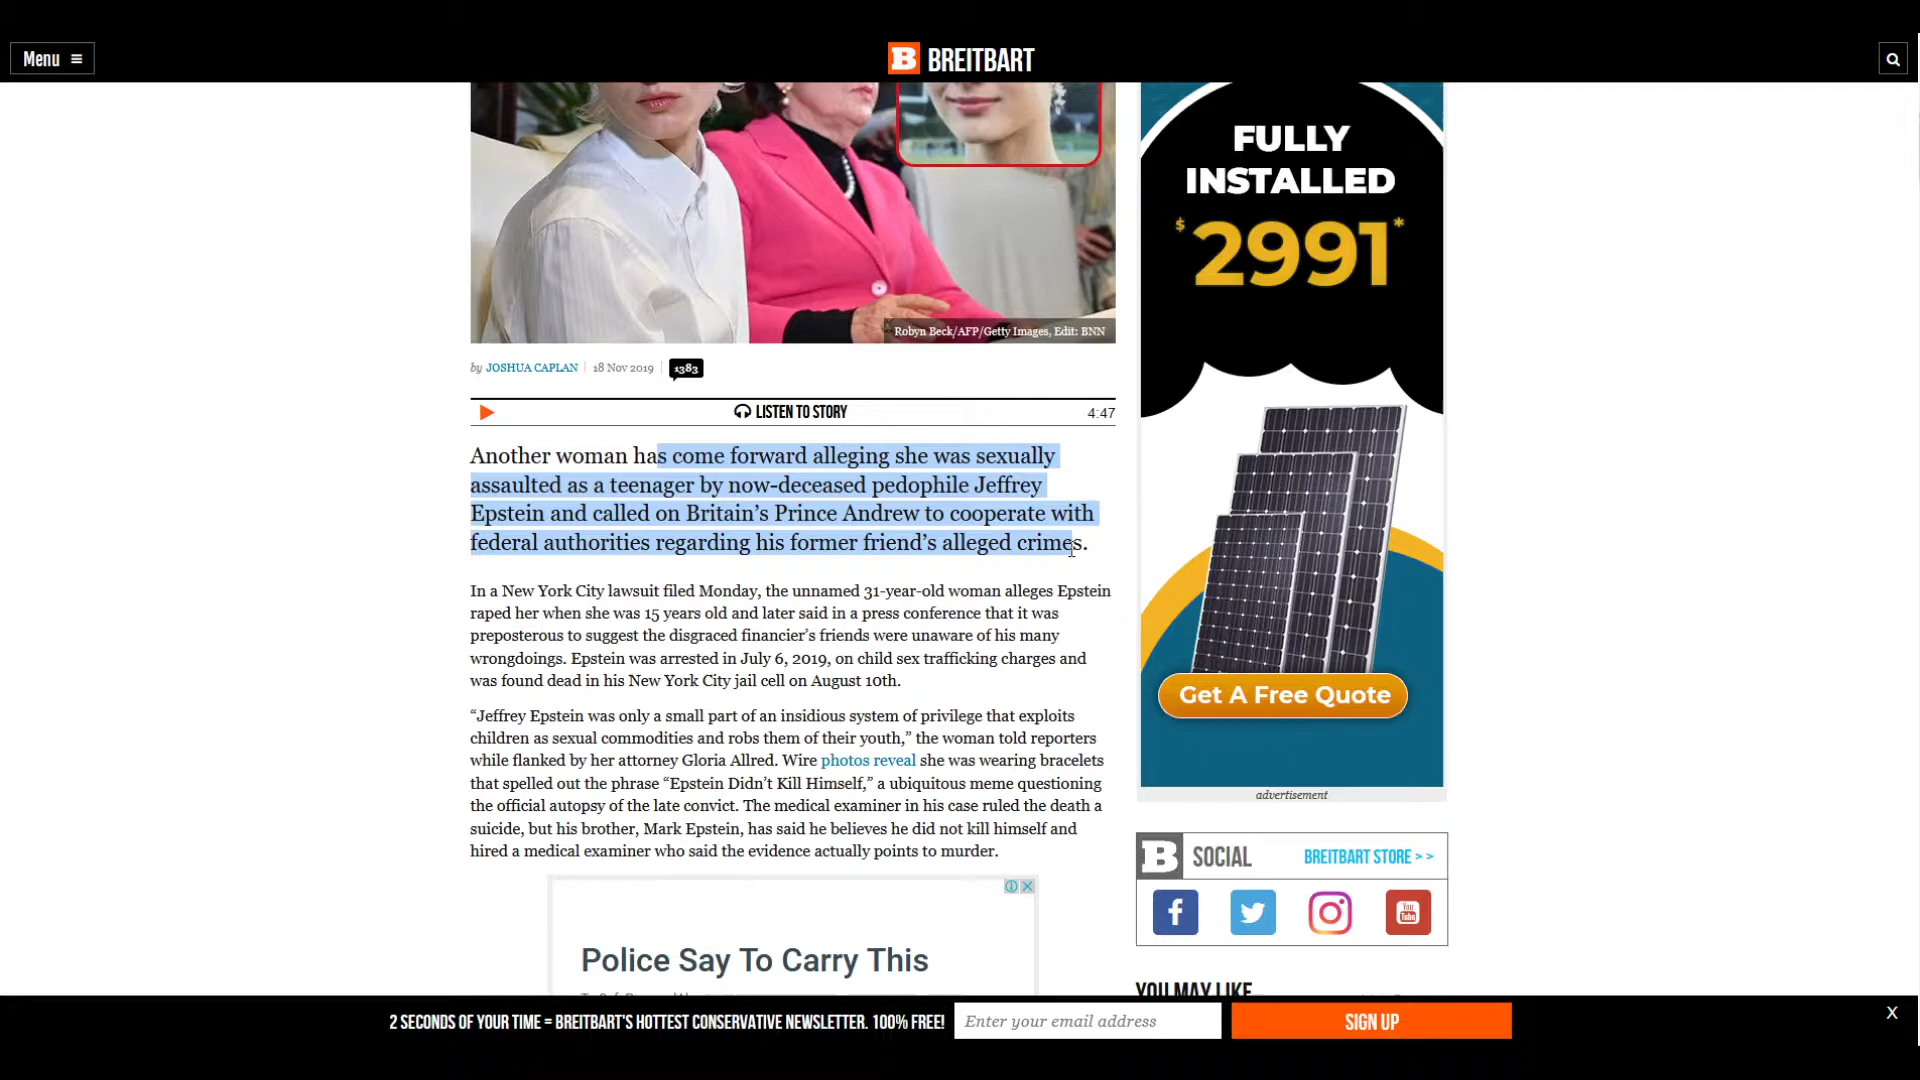 Menu
BREITBART
Robyn Beck/AFP/Getty Images, Edit: BNN
by JOSHUA CAPLAN | 18 Nov 2019 | 1383
LISTEN TO STORY
4:47
Another woman has come forward alleging she was sexually
assaulted as a teenager by now-deceased pedophile Jeffrey
Epstein and called on Britain’s Prince Andrew to cooperate with
federal authorities regarding his former friend’s alleged crimes.
In a New York City lawsuit filed Monday, the unnamed 31-year-old woman alleges Epstein
raped her when she was 15 years old and later said in a press conference that it was
preposterous to suggest the disgraced financier’s friends were unaware of his many
wrongdoings. Epstein was arrested in July 6, 2019, on child sex trafficking charges and
was found dead in his New York City jail cell on August 10th.
“Jeffrey Epstein was only a small part of an insidious system of privilege that exploits
children as sexual commodities and robs them of their youth,” the woman told reporters
while flanked by her attorney Gloria Allred. Wire photos reveal she was wearing bracelets
that spelled out the phrase “Epstein Didn’t Kill Himself,” a ubiquitous meme questioning
the official autopsy of the late convict. The medical examiner in his case ruled the death a
suicide, but his brother, Mark Epstein, has said he believes he did not kill himself and
hired a medical examiner who said the evidence actually points to murder.
Police Say To Carry This
FULLY
INSTALLED
$2991*
Get A Free Quote
advertisement
B SOCIAL
BREITBART STORE > >
You Tube
YOU MAY LIKE
2 SECONDS OF YOUR TIME = BREITBART'S HOTTEST CONSERVATIVE NEWSLETTER. 100% FREE!
Enter your email address
SIGN UP
X